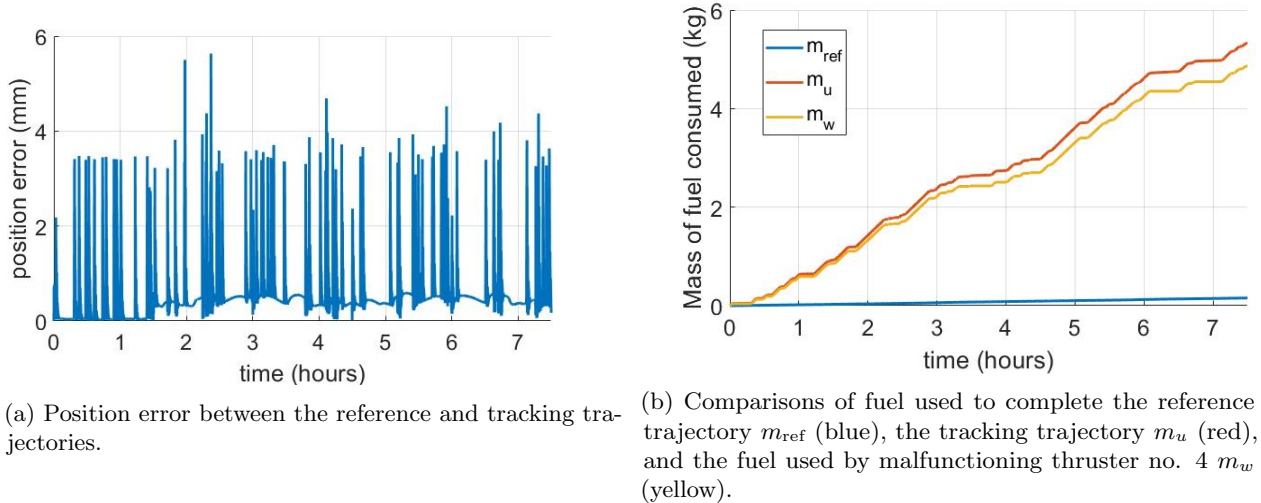 6
4
2
0
0
1
2
3
4
5
6
7
position error (mm)
time (hours)
(a) Position error between the reference and tracking tra-
jectories.
6
4
2
0
0
1
2
3
4
5
6
7
Mass of fuel consumed (kg)
time (hours)
m_ref
m_u
m_w
(b) Comparisons of fuel used to complete the reference
trajectory m_ref (blue), the tracking trajectory m_u (red),
and the fuel used by malfunctioning thruster no. 4 m_w
(yellow).